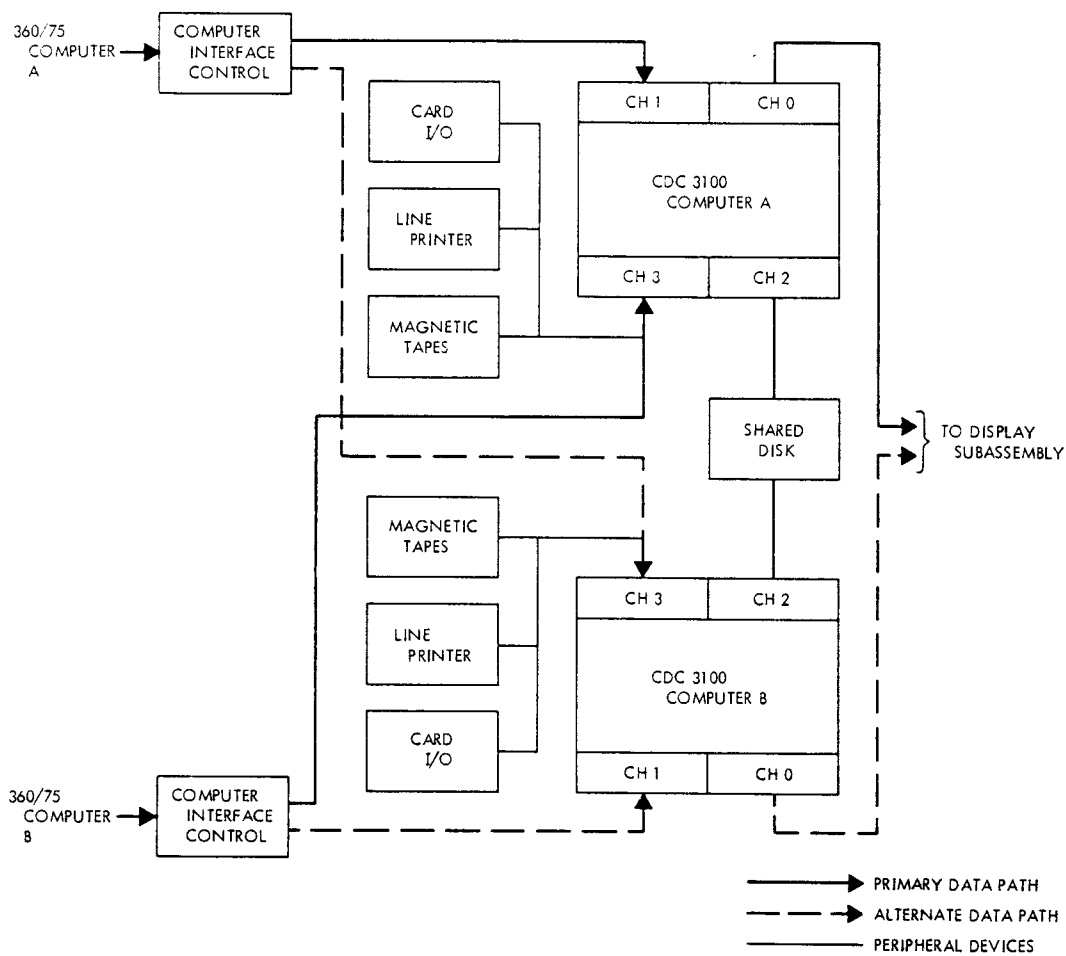 360/75
COMPUTER
A
COMPUTER
INTERFACE
CONTROL
CARD
I/O
LINE
PRINTER
MAGNETIC
TAPES
CH 1
CH 0
CDC 3100
COMPUTER A
CH 3
CH 2
SHARED
DISK
TO DISPLAY
SUBASSEMBLY
MAGNETIC
TAPES
LINE
PRINTER
CARD
I/O
CH 3
CH 2
CDC 3100
COMPUTER B
CH 1
CH 0
360/75
COMPUTER
B
COMPUTER
INTERFACE
CONTROL
PRIMARY DATA PATH
ALTERNATE DATA PATH
PERIPHERAL DEVICES